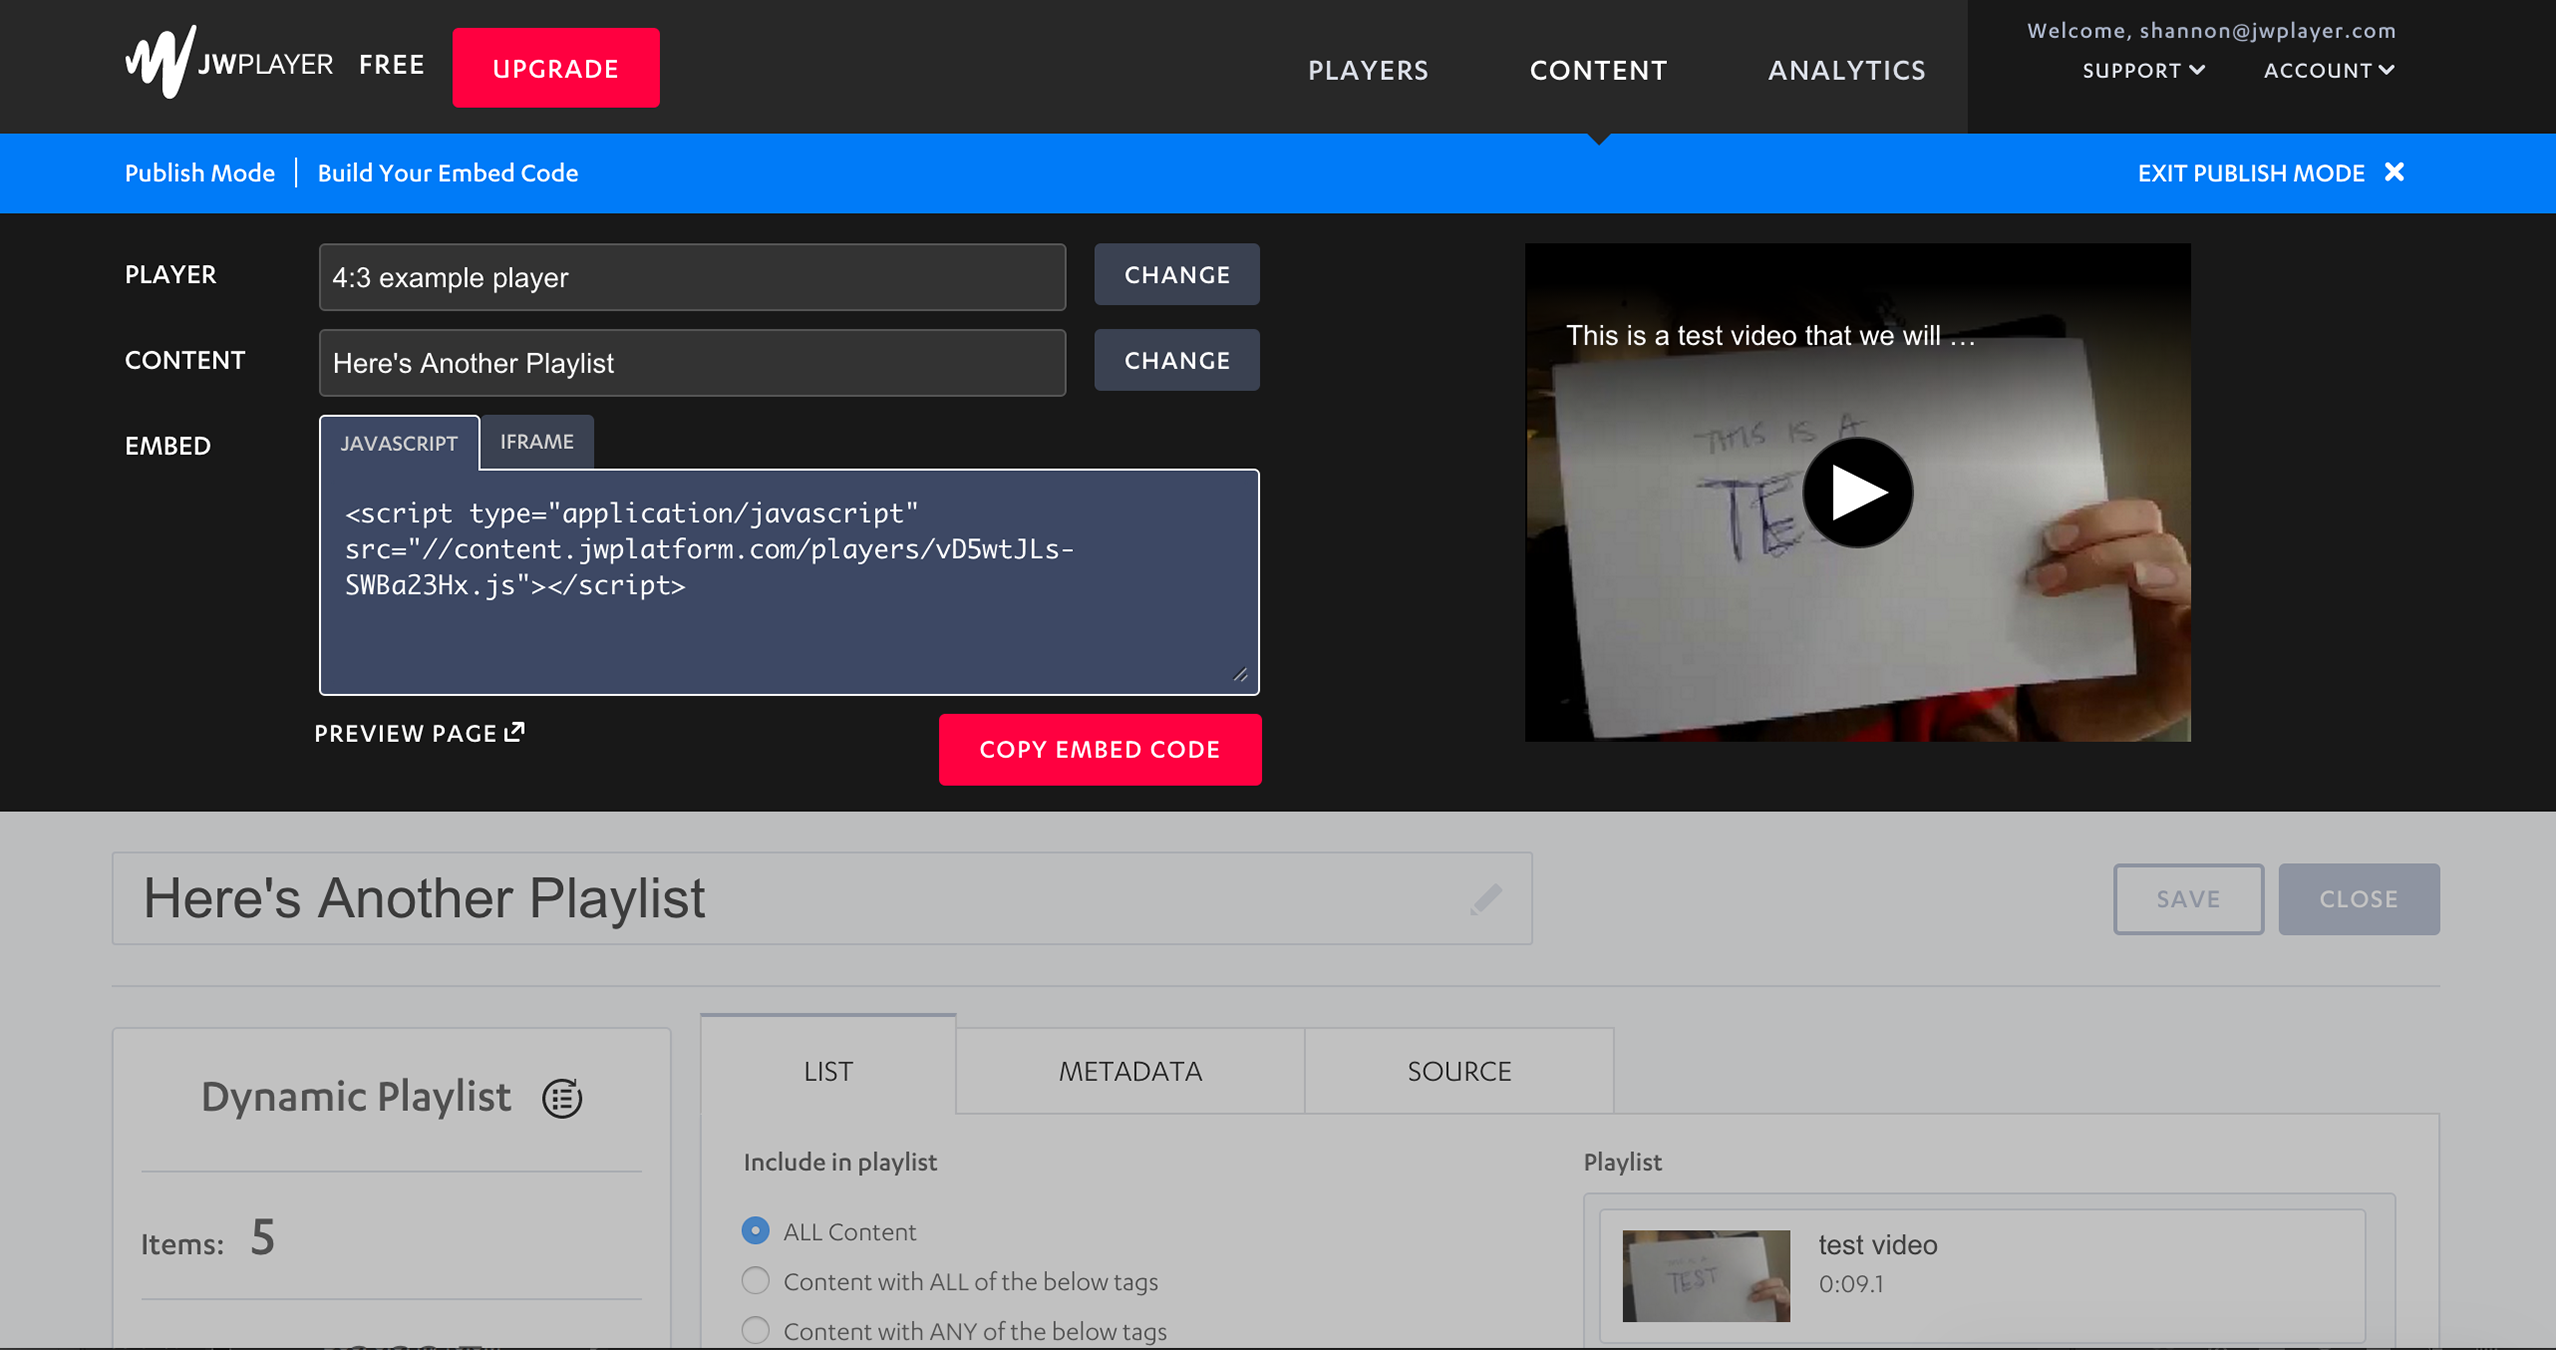 JWPLAYER FREE UPGRADE
PLAYERS CONTENT ANALYTICS
Welcome, shannon@jwplayer.com
SUPPORT ACCOUNT
Publish Mode | Build Your Embed Code
EXIT PUBLISH MODE
PLAYER 4:3 example player CHANGE
CONTENT Here's Another Playlist CHANGE
EMBED JAVASCRIPT IFRAME
<script type="application/javascript"
src="//content.jwplatform.com/players/vD5wtJLs-
SWBa23Hx.js"></script>
PREVIEW PAGE
COPY EMBED CODE
This is a test video that we will ...
THIS IS A
Here's Another Playlist
SAVE CLOSE
Dynamic Playlist
Items: 5
LIST METADATA SOURCE
Include in playlist
ALL Content
Content with ALL of the below tags
Content with ANY of the below tags
Playlist
TEST
test video
0:09.1